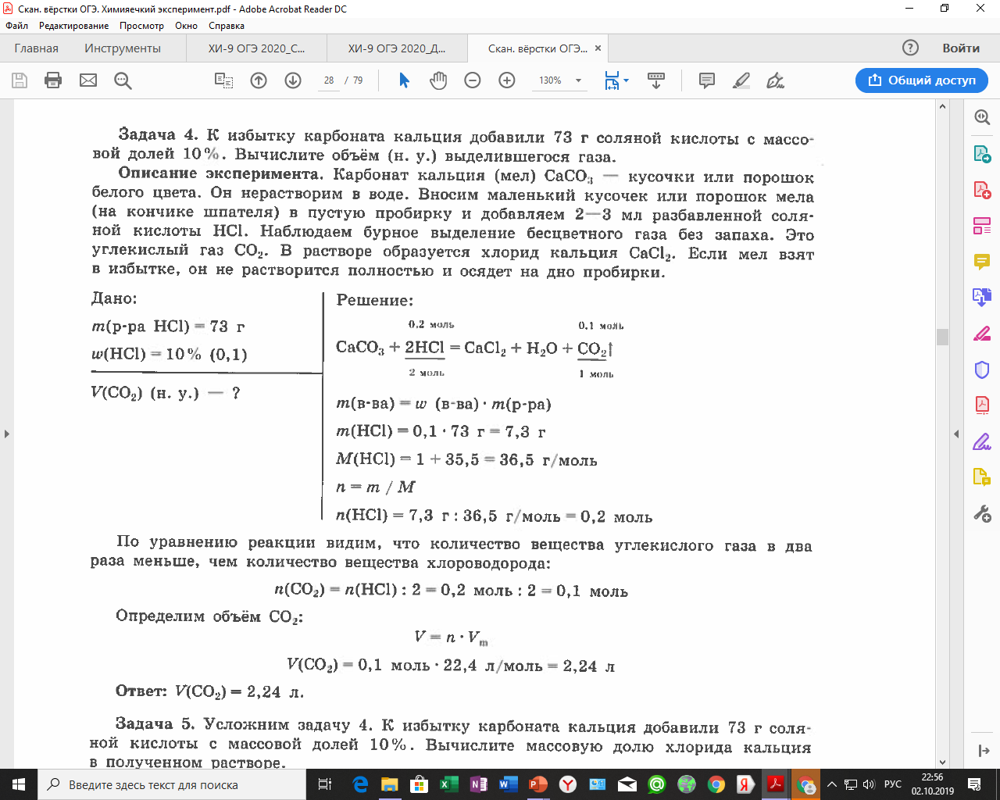 Скан. вёрстки ОГЭ. Химияечкий эксперимент.pdf - Adobe Acrobat Reader DC
Файл Редактирование Просмотр Окно Справка
Главная Инструменты ХИ-9 ОГЭ 2020_С... ХИ-9 ОГЭ 2020_Д... Скан. вёрстки ОГЭ... × Войти
28 / 79 130% Общий доступ
Задача 4. К избытку карбоната кальция добавили 73 г соляной кислоты с массо-
вой долей 10%. Вычислите объём (н. у.) выделившегося газа.
Описание эксперимента. Карбонат кальция (мел) CaCO₃ — кусочки или порошок
белого цвета. Он нерастворим в воде. Вносим маленький кусочек или порошок мела
(на кончике шпателя) в пустую пробирку и добавляем 2—3 мл разбавленной соля-
ной кислоты HCl. Наблюдаем бурное выделение бесцветного газа без запаха. Это
углекислый газ CO₂. В растворе образуется хлорид кальция CaCl₂. Если мел взят
в избытке, он не растворится полностью и осядет на дно пробирки.
Дано:
m(р-ра HCl) = 73 г
w(HCl) = 10% (0,1)
V(CO₂) (н. у.) — ?
Решение:
0,2 моль 0,1 моль
CaCO₃ + 2HCl = CaCl₂ + H₂O + CO₂↑
2 моль 1 моль
m(в-ва) = w (в-ва) · m(р-ра)
m(HCl) = 0,1 · 73 г = 7,3 г
M(HCl) = 1 + 35,5 = 36,5 г/моль
n = m / M
n(HCl) = 7,3 г : 36,5 г/моль = 0,2 моль
По уравнению реакции видим, что количество вещества углекислого газа в два
раза меньше, чем количество вещества хлороводорода:
n(CO₂) = n(HCl) : 2 = 0,2 моль : 2 = 0,1 моль
Определим объём CO₂:
V = n · Vₘ
V(CO₂) = 0,1 моль · 22,4 л/моль = 2,24 л
Ответ: V(CO₂) = 2,24 л.
Задача 5. Усложним задачу 4. К избытку карбоната кальция добавили 73 г соля-
ной кислоты с массовой долей 10%. Вычислите массовую долю хлорида кальция
в полученном растворе.
Введите здесь текст для поиска
РУС
22:56
02.10.2019